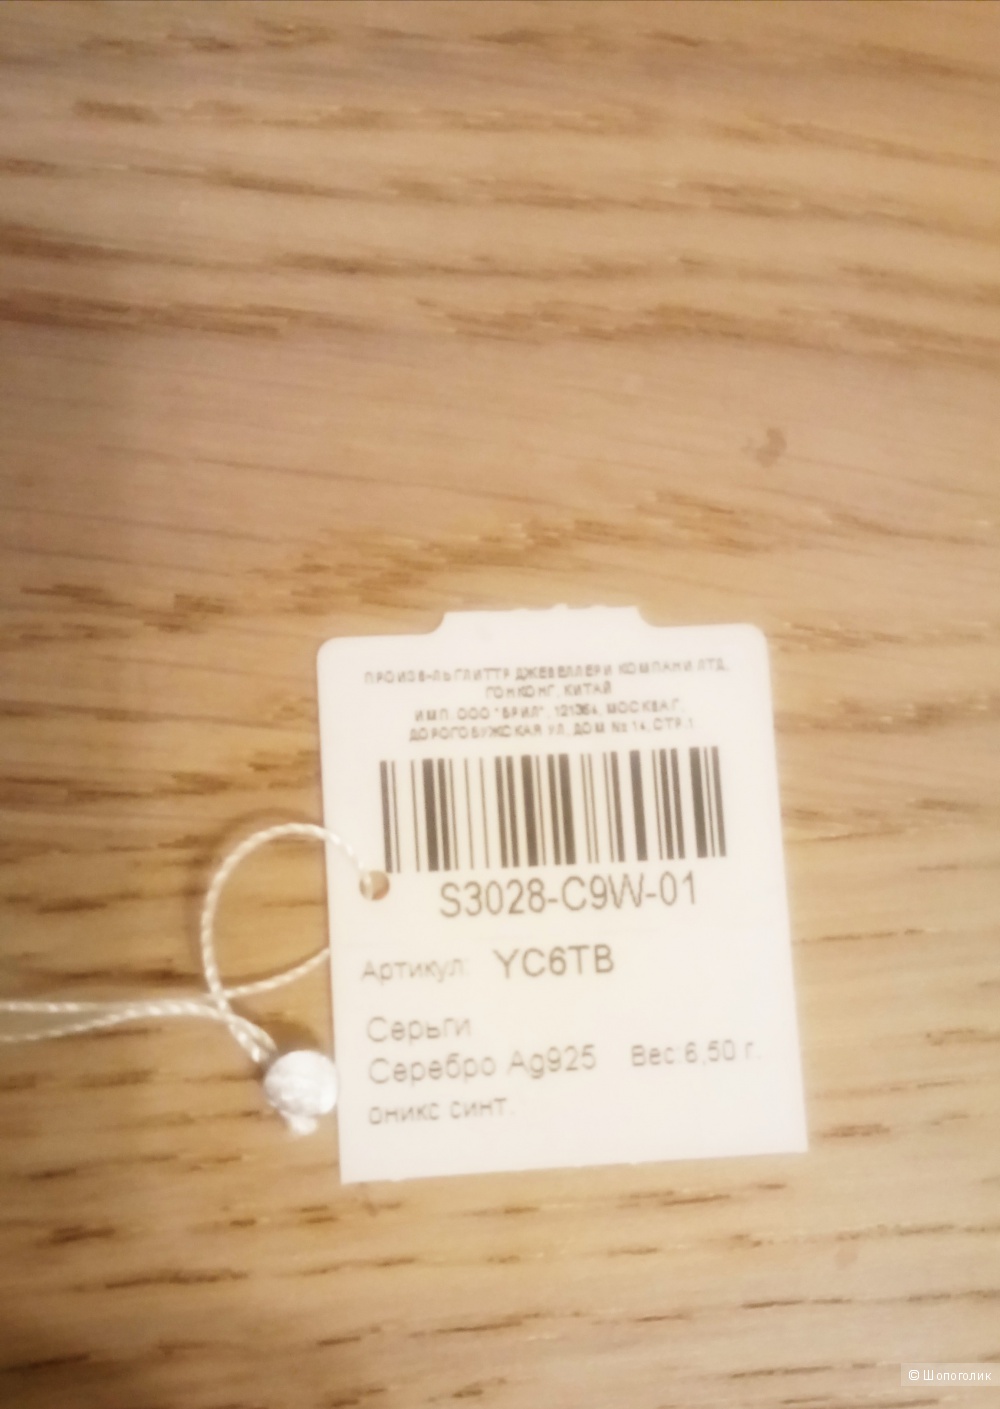 ПРОИЗВ-ЛЬ ГЛИТТР ДЖЕВЕЛЛЕРИ КОМПАНИ ЛТД,
ГОНКОНГ, КИТАЙ
ИМП. ООО "БРИЛ", 121354, МОСКВА Г,
ДОРОГОБУЖСКАЯ УЛ, ДОМ № 14, СТР.1
S3028-C9W-01
Артикул: YC6TB
Серьги
Серебро Ag925 Вес:6,50 г.
оникс синт.
© Шопоголик